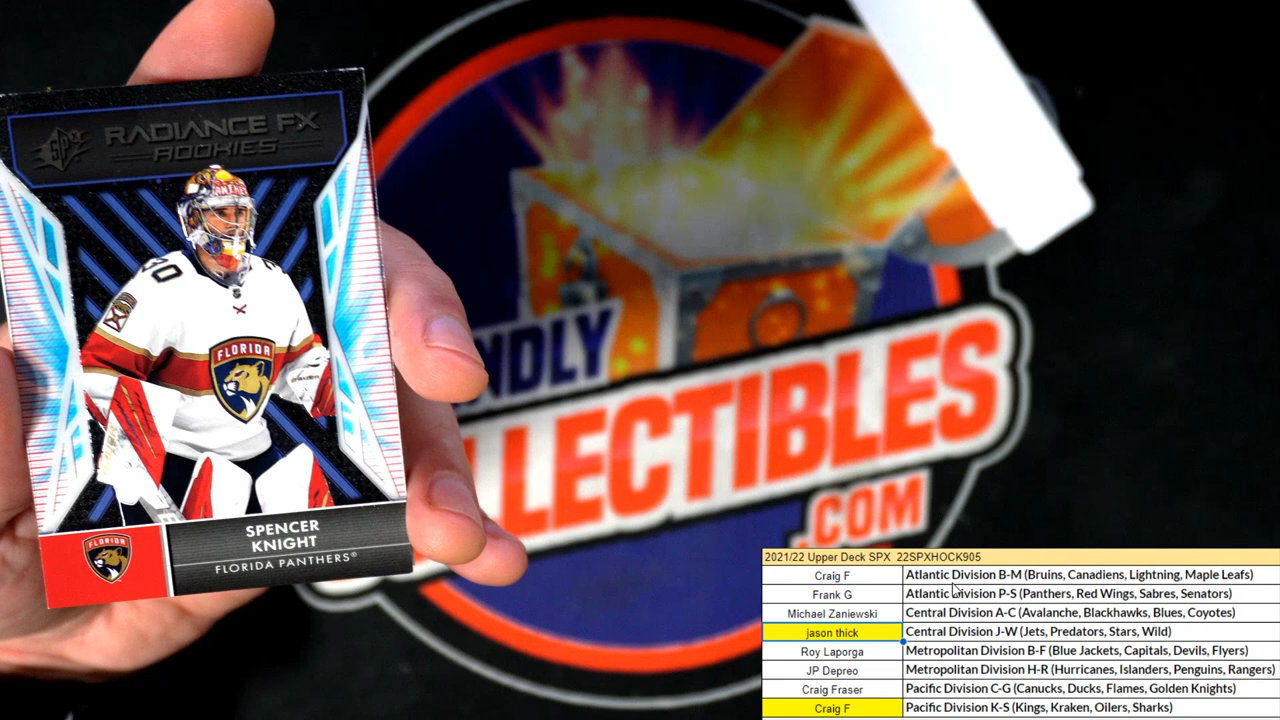 SPX
RADIANCE FX
ROOKIES
30
FLORIDA
SPENCER
KNIGHT
FLORIDA PANTHERS®
FLORIDA
NDLY
LLECTIBLES
.COM
2021/22 Upper Deck SPX 22SPXHOCK905
Craig F Atlantic Division B-M (Bruins, Canadiens, Lightning, Maple Leafs)
Frank G Atlantic Division P-S (Panthers, Red Wings, Sabres, Senators)
Michael Zaniewski Central Division A-C (Avalanche, Blackhawks, Blues, Coyotes)
jason thick Central Division J-W (Jets, Predators, Stars, Wild)
Roy Laporga Metropolitan Division B-F (Blue Jackets, Capitals, Devils, Flyers)
JP Depreo Metropolitan Division H-R (Hurricanes, Islanders, Penguins, Rangers)
Craig Fraser Pacific Division C-G (Canucks, Ducks, Flames, Golden Knights)
Craig F Pacific Division K-S (Kings, Kraken, Oilers, Sharks)